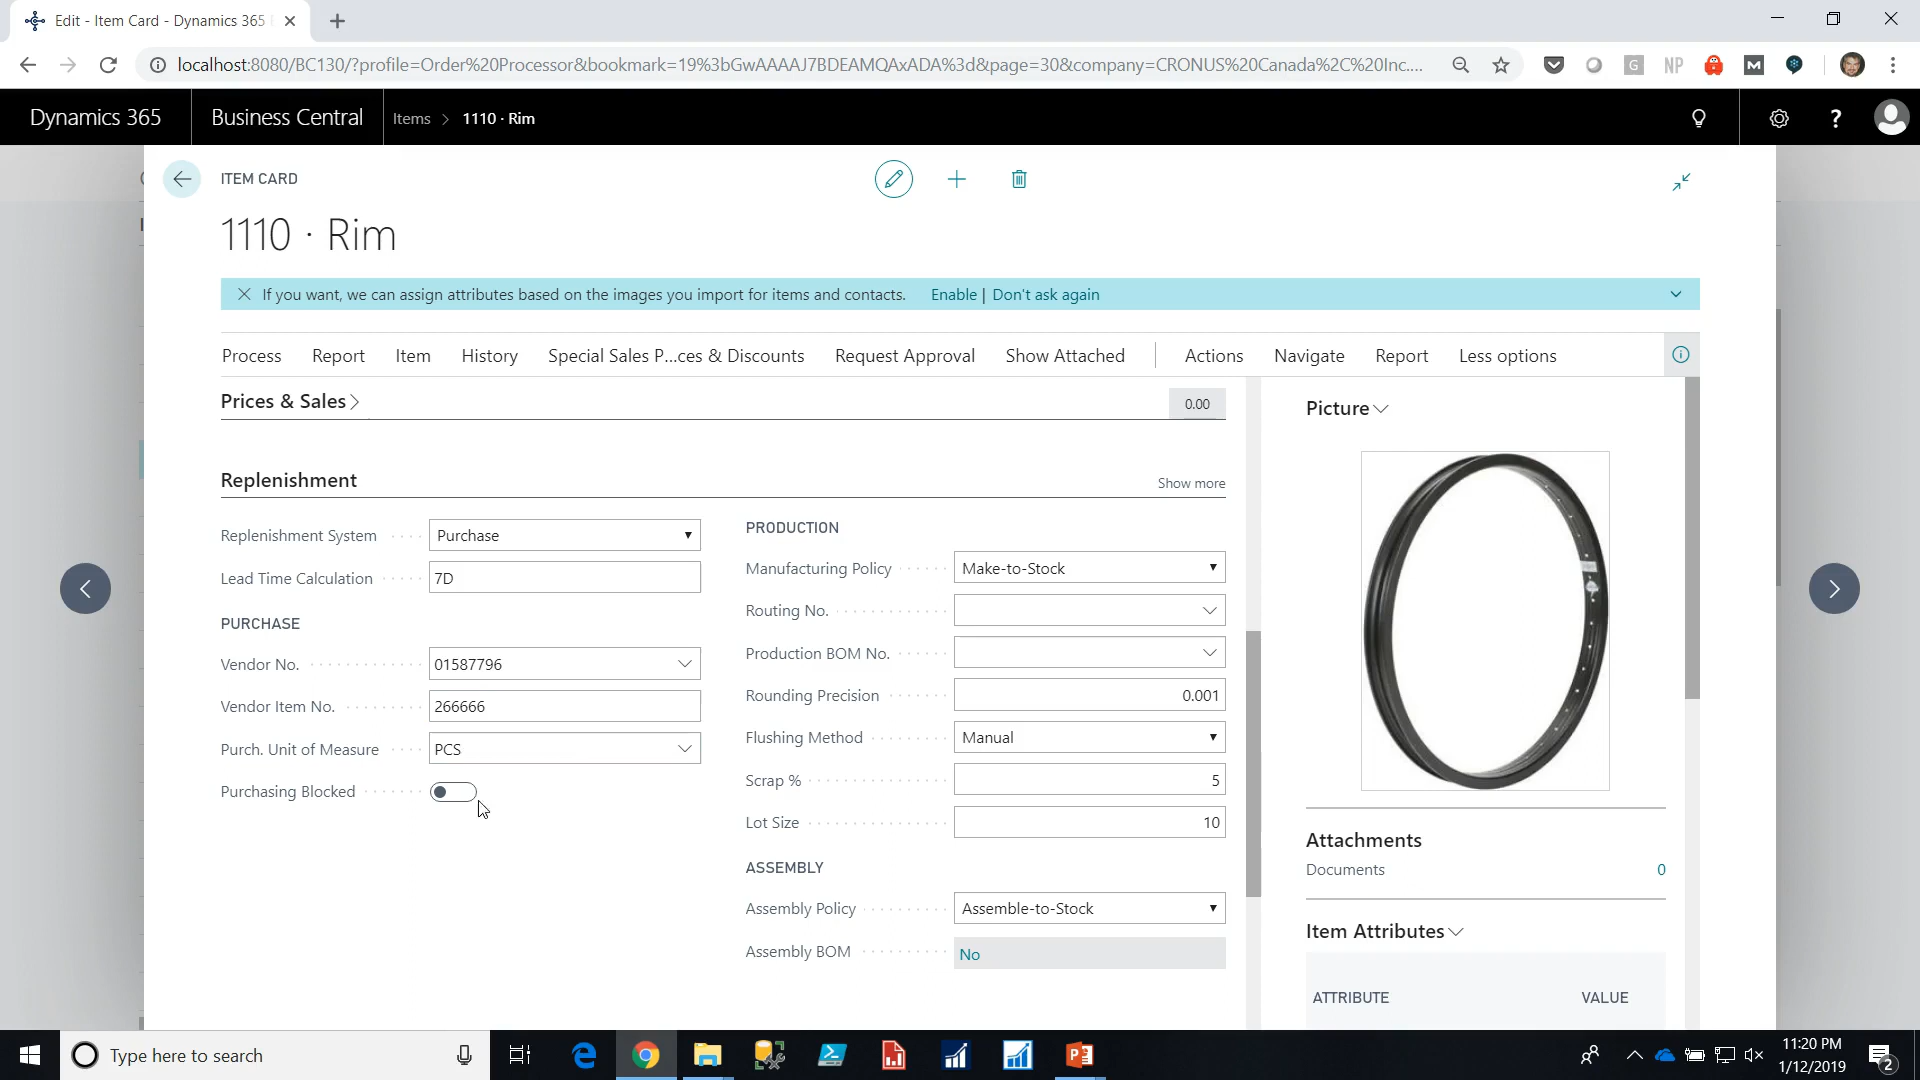 Edit - Item Card - Dynamics 365
localhost:8080/BC130/?profile=Order%20Processor&bookmark=19%3bGwAAAAJ7BDEAMQAxADA%3d&page=30&company=CRONUS%20Canada%2C%20Inc....
G
NP
M
Dynamics 365
Business Central
Items > 1110 · Rim
?
ITEM CARD
1110 · Rim
If you want, we can assign attributes based on the images you import for items and contacts. Enable | Don't ask again
Process Report Item History Special Sales P...ces & Discounts Request Approval Show Attached Actions Navigate Report Less options
Prices & Sales >
0.00
Replenishment
Show more
Replenishment System
Purchase
Lead Time Calculation
7D
PURCHASE
Vendor No.
01587796
Vendor Item No.
266666
Purch. Unit of Measure
PCS
Purchasing Blocked
PRODUCTION
Manufacturing Policy
Make-to-Stock
Routing No.
Production BOM No.
Rounding Precision
0.001
Flushing Method
Manual
Scrap %
5
Lot Size
10
ASSEMBLY
Assembly Policy
Assemble-to-Stock
Assembly BOM
No
Picture
Attachments
Documents
0
Item Attributes
ATTRIBUTE VALUE
Type here to search
11:20 PM
1/12/2019
2